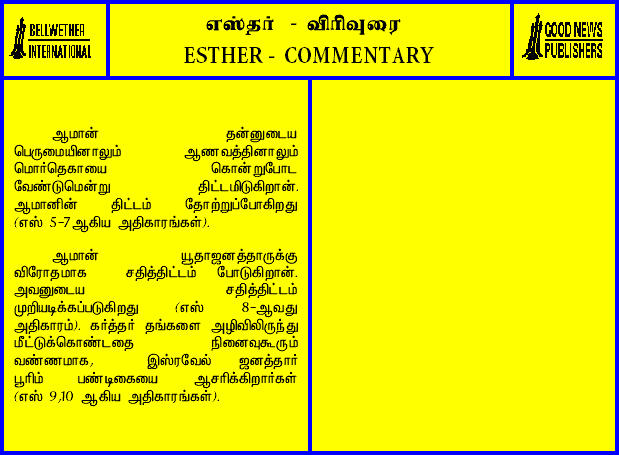 BELLWETHER
INTERNATIONAL
எஸ்தர் - விரிவுரை
ESTHER - COMMENTARY
GOOD NEWS
PUBLISHERS
ஆமான் தன்னுடைய
பெருமையினாலும் ஆணவத்தினாலும்
மொர்தெகாயை கொன்றுபோட
வேண்டுமென்று திட்டமிடுகிறான்.
ஆமானின் திட்டம் தோற்றுப்போகிறது
(எஸ் 5-7ஆகிய அதிகாரங்கள்).
ஆமான் யூதாஜனத்தாருக்கு
விரோதமாக சதித்திட்டம் போடுகிறான்.
அவனுடைய சதித்திட்டம்
முறியடிக்கப்படுகிறது (எஸ் 8-ஆவது
அதிகாரம்). கர்த்தர் தங்களை அழிவிலிருந்து
மீட்டுக்கொண்டதை நினைவுகூரும்
வண்ணமாக, இஸ்ரவேல் ஜனத்தார்
பூரிம் பண்டிகையை ஆசரிக்கிறார்கள்
(எஸ் 9,10 ஆகிய அதிகாரங்கள்).